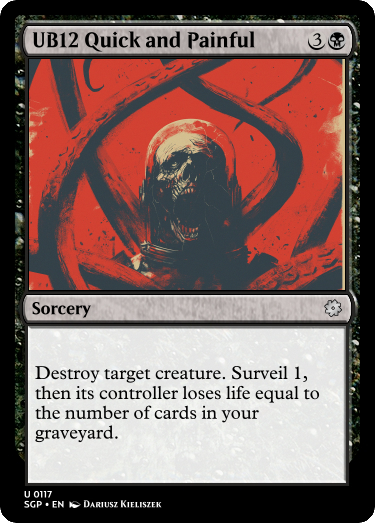 UB12 Quick and Painful 3
Sorcery
Destroy target creature. Surveil 1,
then its controller loses life equal to
the number of cards in your
graveyard.
U 0117
SGP • EN Dariusz Kieliszek